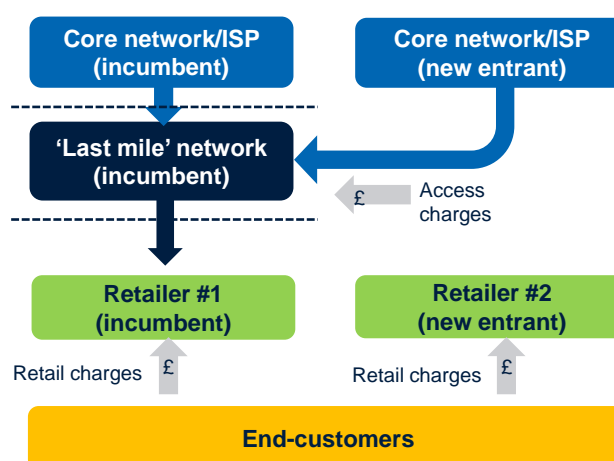 Core network/ISP
(incumbent)
Core network/ISP
(new entrant)
‘Last mile’ network
(incumbent)
£
Access
charges
Retailer #1
(incumbent)
Retailer #2
(new entrant)
Retail charges
£
Retail charges
£
End-customers